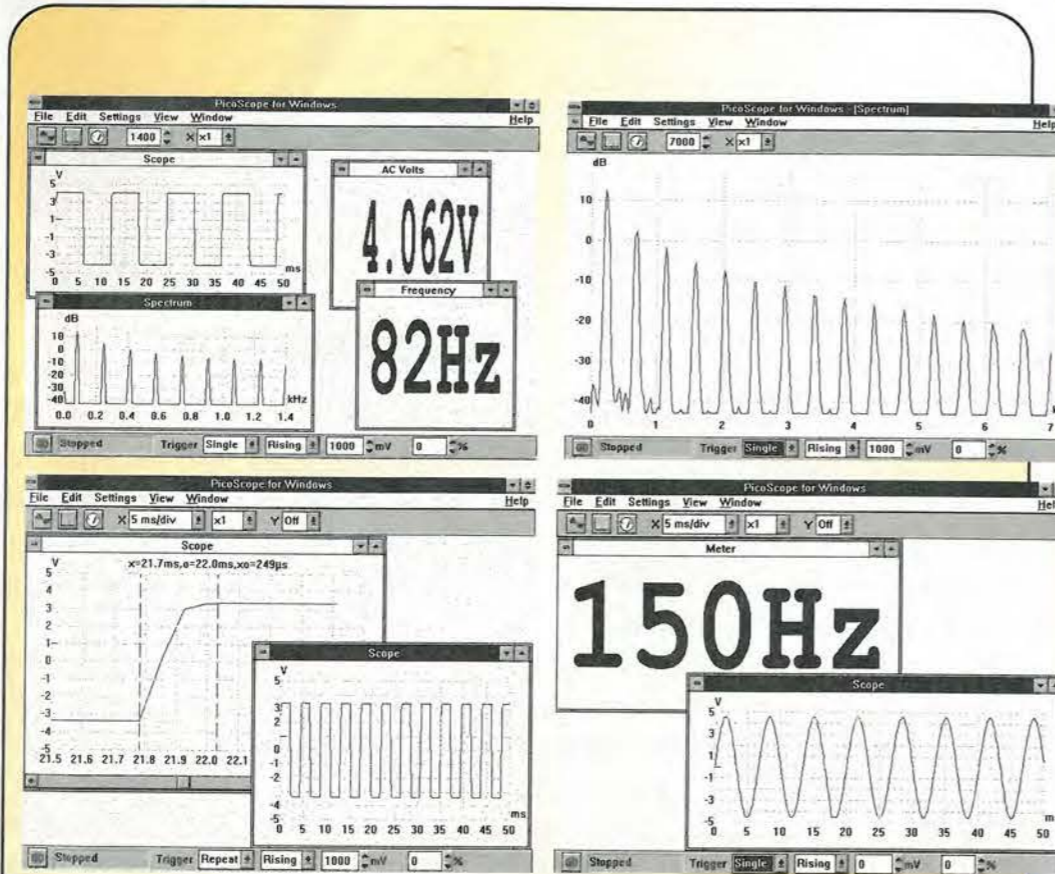 PicoScope for Windows
File Edit Settings View Window Help
1400 X x1
Scope
V
5
3
1
-1
-3
-5
0 5 10 15 20 25 30 35 40 45 50
ms
AC Volts
4.062V
Frequency
82Hz
Spectrum
dB
10
0
-10
-20
-30
-40
kHz
0.0 0.2 0.4 0.6 0.8 1.0 1.2 1.4
Stopped Trigger Single Rising 1000 mV 0 %
PicoScope for Windows - [Spectrum]
File Edit Settings View Window Help
7000 X x1
dB
10
0
-10
-20
-30
-40
0 1 2 3 4 5 6 7
Stopped Trigger Single Rising 1000 mV 0 %
PicoScope for Windows
File Edit Settings View Window Help
X 5 ms/div x1 Y Off
Scope
V x=21.7ms,o=22.0ms,xo=249µs
5
4
3
2
1
0
-1
-2
-3
-4
-5
21.5 21.6 21.7 21.8 21.9 22.0 22.1
Scope
V
5
3
2
1
0
-1
-2
-4
ms
0 5 10 15 20 25 30 35 40 45 50
Stopped Trigger Repeat Rising 1000 mV 0 %
PicoScope for Windows
File Edit Settings View Window
X 5 ms/div x1 Y Off
Meter
150Hz
Scope
V
5
3
1
-1
-3
-5
0 5 10 15 20 25 30 35 40 45 50
Stopped Trigger Single Rising 0 mV 0 %